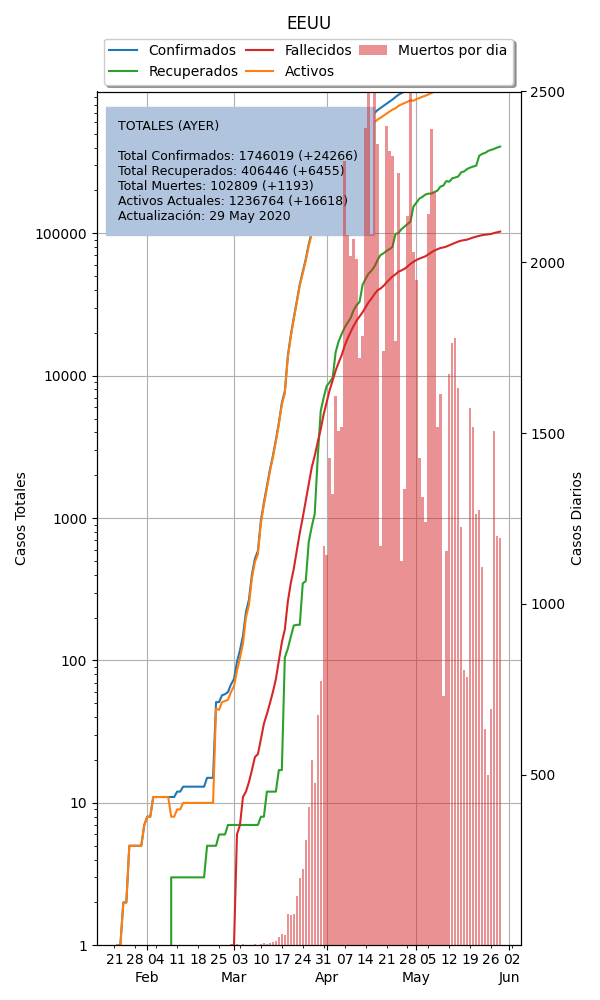 EEUU
Confirmados Fallecidos Muertos por dia
Recuperados Activos
TOTALES (AYER)
Total Confirmados: 1746019 (+24266)
Total Recuperados: 406446 (+6455)
Total Muertes: 102809 (+1193)
Activos Actuales: 1236764 (+16618)
Actualización: 29 May 2020
Casos Totales
100000
10000
1000
100
10
1
2500
2000
1500
1000
500
Casos Diarios
21 28 04 11 18 25 03 10 17 24 31 07 14 21 28 05 12 19 26 02
Feb Mar Apr May Jun